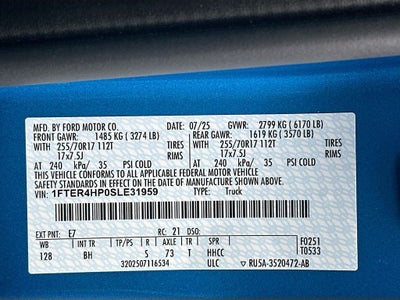 MFD. BY FORD MOTOR CO. DATE: 07/25 GVWR: 2799 KG ( 6170 LB)
FRONT GAWR: 1485 KG ( 3274 LB) REAR GAWR: 1619 KG ( 3570 LB)
WITH 255/70R17 112T TIRES WITH 255/70R17 112T TIRES
17x7.5J RIMS 17x7.5J RIMS
AT 240 kPa/ 35 PSI COLD AT 240 kPa/ 35 PSI COLD
THIS VEHICLE CONFORMS TO ALL APPLICABLE FEDERAL MOTOR VEHICLE
SAFETY STANDARDS IN EFFECT ON THE DATE OF MANUFACTURE SHOWN ABOVE.
VIN: 1FTER4HP0SLE31959 TYPE: Truck
EXT PNT: E7 RC: 21 DSO: F0251
WB INT TR TP/PS R AXLE TR HHCC T0533
128 BH S 73 T ULC
3202507116534 RU5A-3520472-AB